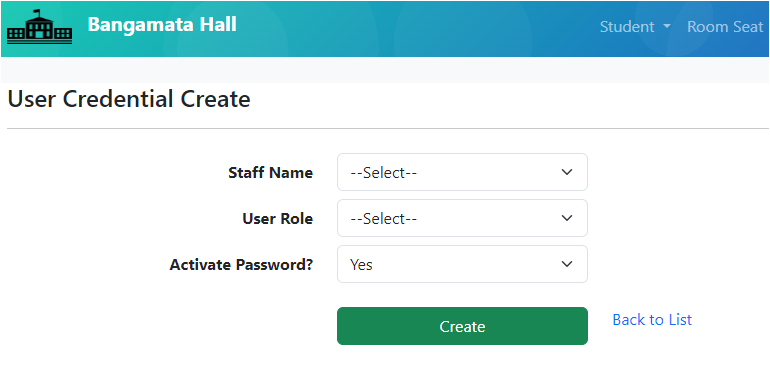 Bangamata Hall
Student Room Seat
User Credential Create
Staff Name --Select--
User Role --Select--
Activate Password? Yes
Create Back to List